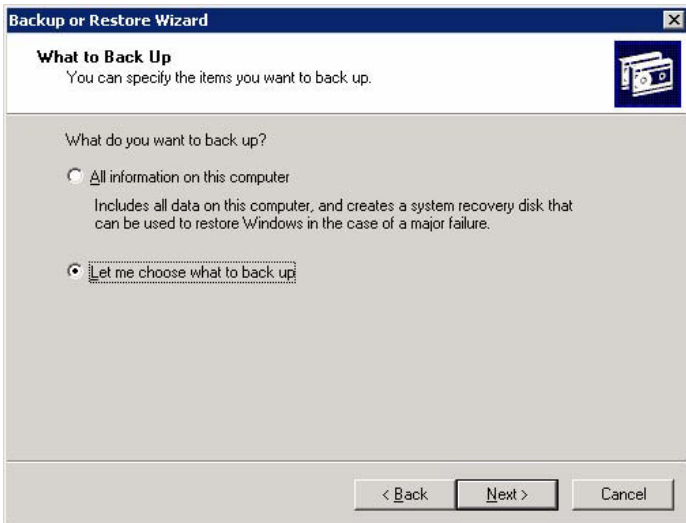 Backup or Restore Wizard
What to Back Up
You can specify the items you want to back up.
What do you want to back up?
All information on this computer
Includes all data on this computer, and creates a system recovery disk that
can be used to restore Windows in the case of a major failure.
Let me choose what to back up
< Back
Next >
Cancel